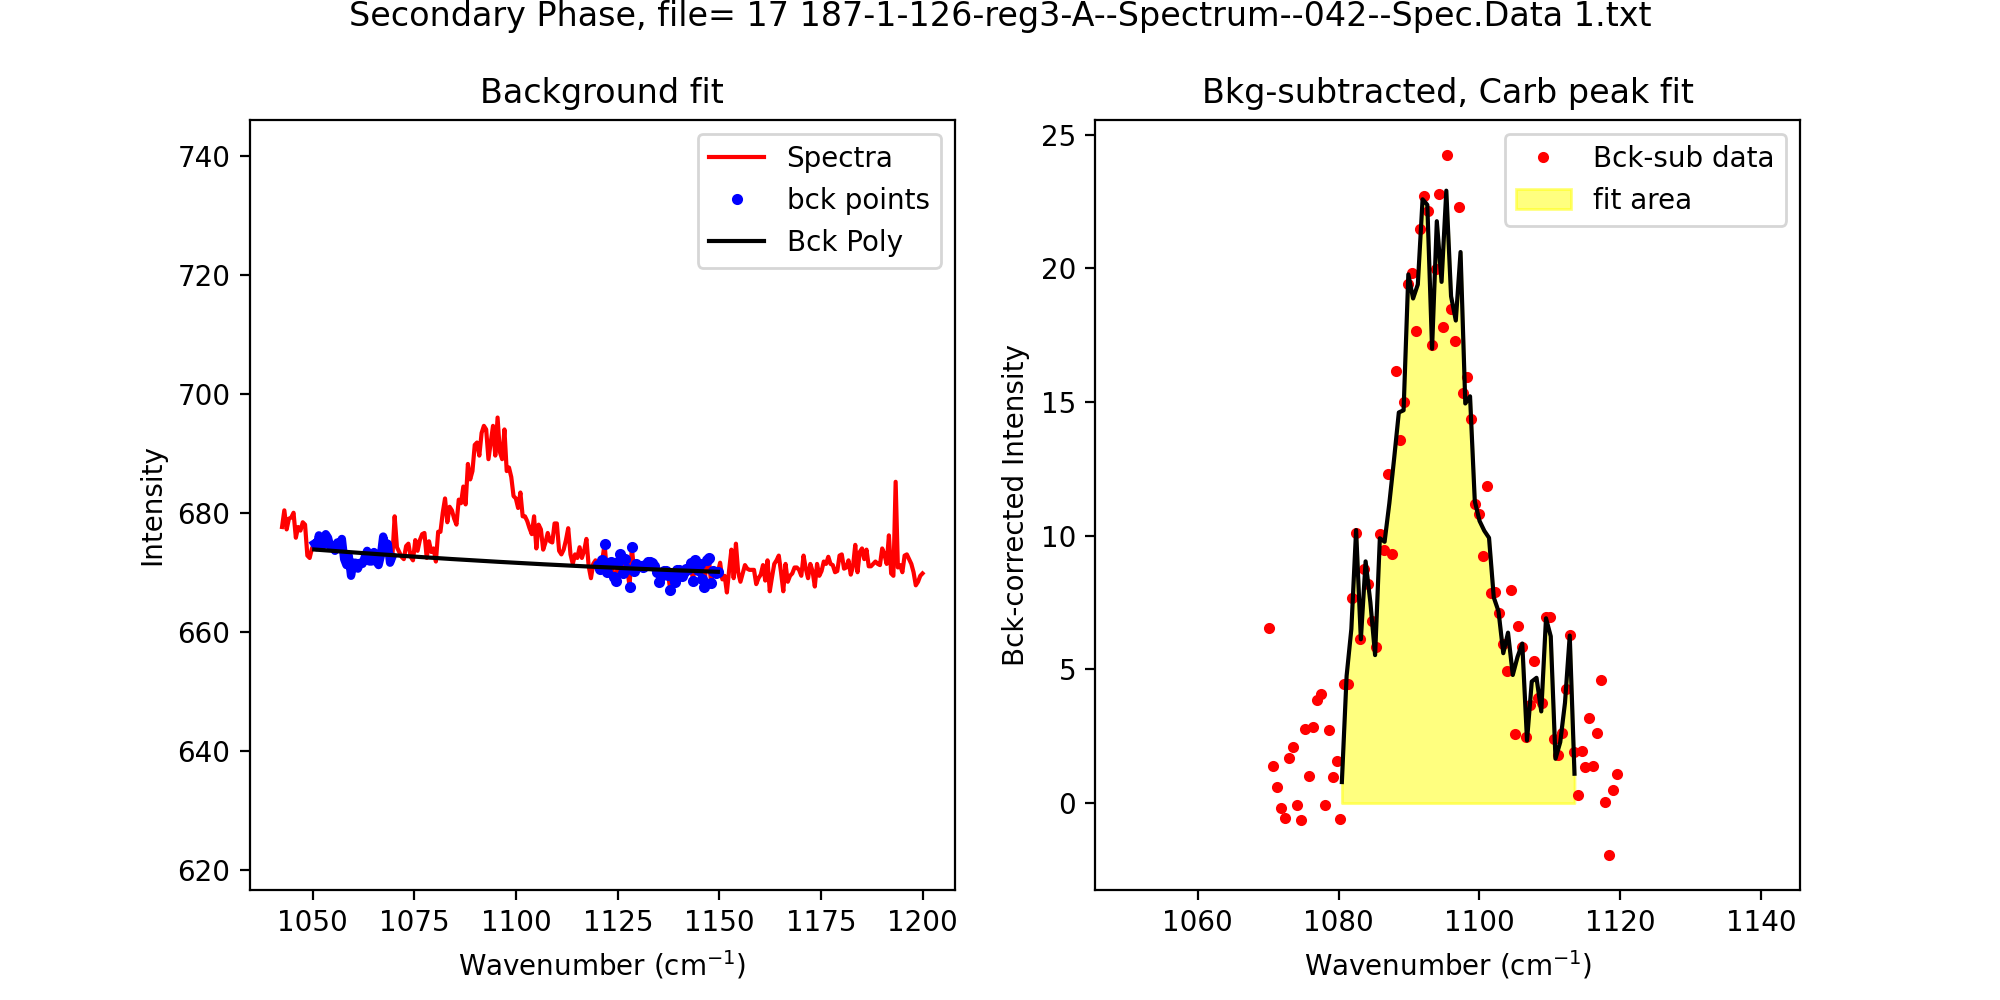 Secondary Phase, file= 17 187-1-126-reg3-A--Spectrum--042--Spec.Data 1.txt
Background fit
Intensity
740
720
700
680
660
640
620
Spectra
bck points
Bck Poly
1050 1075 1100 1125 1150 1175 1200
Wavenumber (cm⁻¹)
Bkg-subtracted, Carb peak fit
Bck-corrected Intensity
25
20
15
10
5
0
Bck-sub data
fit area
1060 1080 1100 1120 1140
Wavenumber (cm⁻¹)